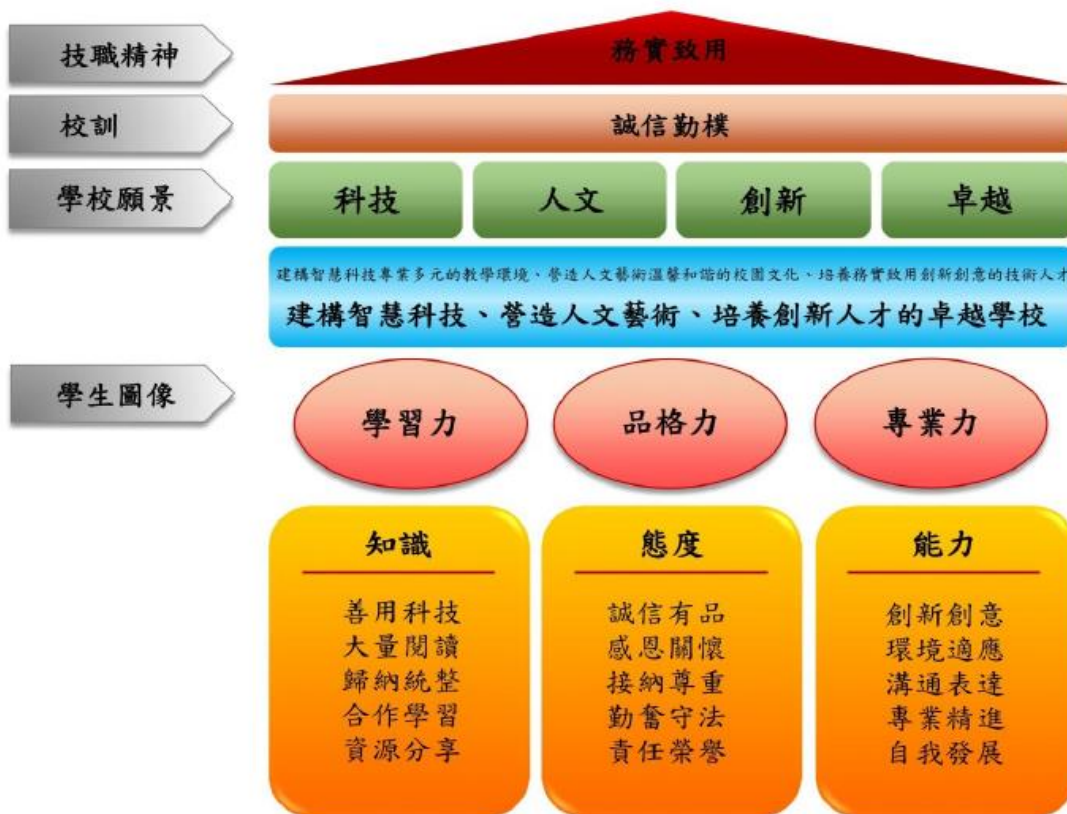 技職精神
務實致用
校訓
誠信勤樸
學校願景
科技
人文
創新
卓越
建構智慧科技專業多元的教學環境、營造人文藝術溫馨和諧的校園文化、培養務實致用創新創意的技術人才
建構智慧科技、營造人文藝術、培養創新人才的卓越學校
學生圖像
學習力
品格力
專業力
知識
善用科技
大量閱讀
歸納統整
合作學習
資源分享
態度
誠信有品
感恩關懷
接納尊重
勤奮守法
責任榮譽
能力
創新創意
環境適應
溝通表達
專業精進
自我發展